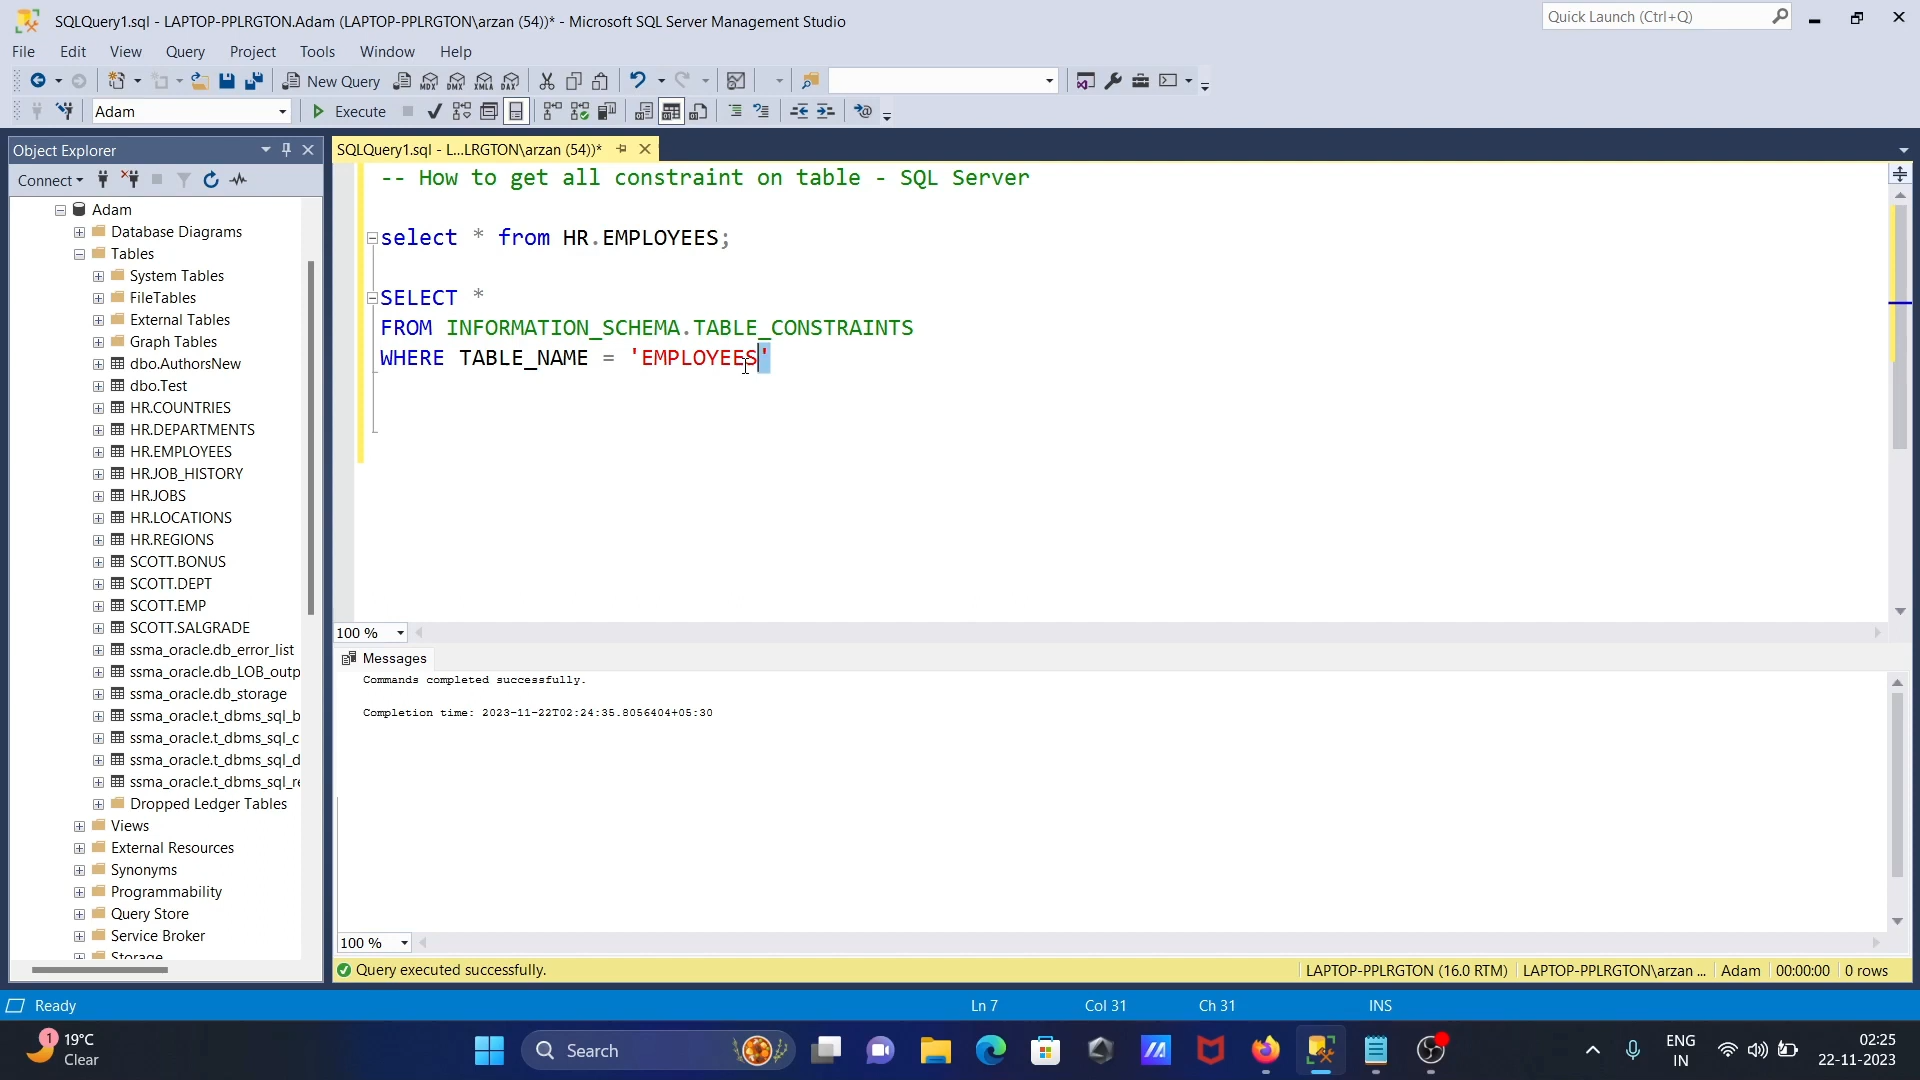 SQLQuery1.sql - LAPTOP-PPLRGTON.Adam (LAPTOP-PPLRGTON\arzan (54))* - Microsoft SQL Server Management Studio
Quick Launch (Ctrl+Q)
File Edit View Query Project Tools Window Help
New Query MDX DMX XMLA DAX
Adam Execute
Object Explorer
Connect
Adam
Database Diagrams
Tables
System Tables
FileTables
External Tables
Graph Tables
dbo.AuthorsNew
dbo.Test
HR.COUNTRIES
HR.DEPARTMENTS
HR.EMPLOYEES
HR.JOB_HISTORY
HR.JOBS
HR.LOCATIONS
HR.REGIONS
SCOTT.BONUS
SCOTT.DEPT
SCOTT.EMP
SCOTT.SALGRADE
ssma_oracle.db_error_list
ssma_oracle.db_LOB_outp
ssma_oracle.db_storage
ssma_oracle.t_dbms_sql_b
ssma_oracle.t_dbms_sql_c
ssma_oracle.t_dbms_sql_d
ssma_oracle.t_dbms_sql_re
Dropped Ledger Tables
Views
External Resources
Synonyms
Programmability
Query Store
Service Broker
Storage
SQLQuery1.sql - L...LRGTON\arzan (54))*
-- How to get all constraint on table - SQL Server
select * from HR.EMPLOYEES;
SELECT *
FROM INFORMATION_SCHEMA.TABLE_CONSTRAINTS
WHERE TABLE_NAME = 'EMPLOYEES'
100 %
Messages
Commands completed successfully.
Completion time: 2023-11-22T02:24:35.8056404+05:30
100 %
Query executed successfully. LAPTOP-PPLRGTON (16.0 RTM) LAPTOP-PPLRGTON\arzan ... Adam 00:00:00 0 rows
Ready Ln 7 Col 31 Ch 31 INS
1 19°C
Clear
Search
ENG
IN
02:25
22-11-2023